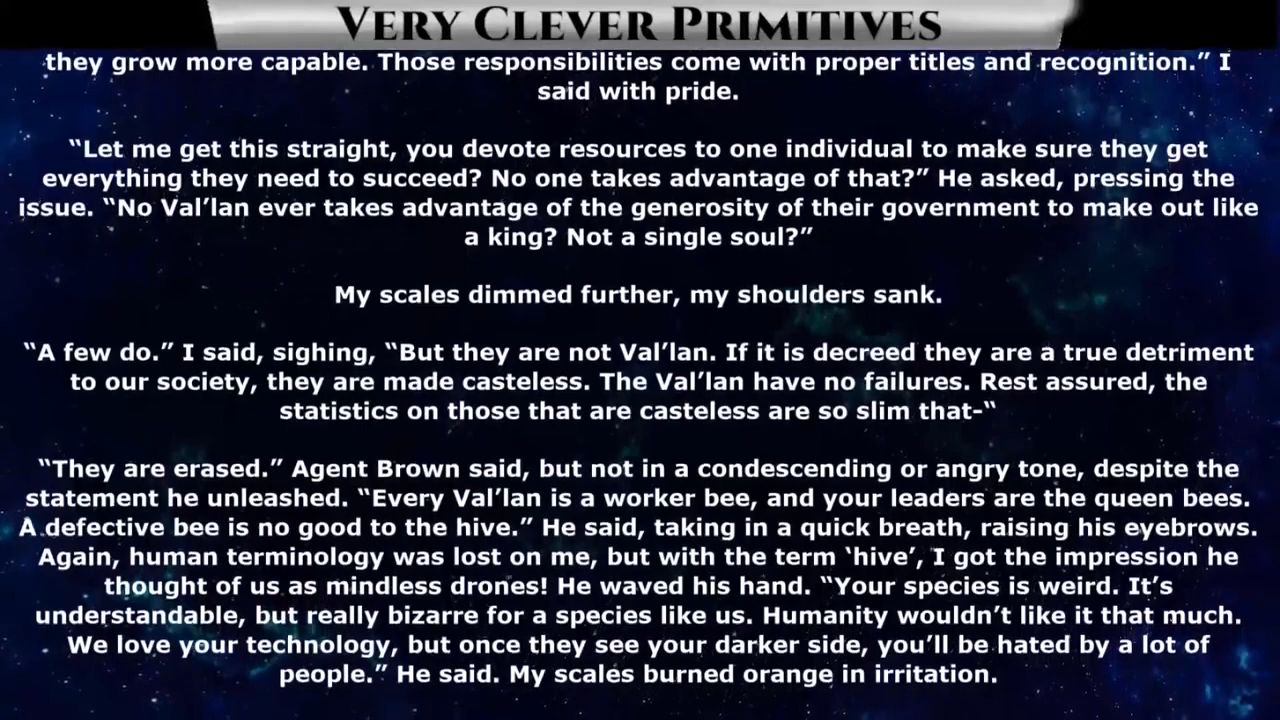 VERY CLEVER PRIMITIVES
they grow more capable. Those responsibilities come with proper titles and recognition.” I
said with pride.
“Let me get this straight, you devote resources to one individual to make sure they get
everything they need to succeed? No one takes advantage of that?” He asked, pressing the
issue. “No Val’lan ever takes advantage of the generosity of their government to make out like
a king? Not a single soul?”
My scales dimmed further, my shoulders sank.
“A few do.” I said, sighing, “But they are not Val’lan. If it is decreed they are a true detriment
to our society, they are made casteless. The Val’lan have no failures. Rest assured, the
statistics on those that are casteless are so slim that-“
“They are erased.” Agent Brown said, but not in a condescending or angry tone, despite the
statement he unleashed. “Every Val’lan is a worker bee, and your leaders are the queen bees.
A defective bee is no good to the hive.” He said, taking in a quick breath, raising his eyebrows.
Again, human terminology was lost on me, but with the term ‘hive’, I got the impression he
thought of us as mindless drones! He waved his hand. “Your species is weird. It’s
understandable, but really bizarre for a species like us. Humanity wouldn’t like it that much.
We love your technology, but once they see your darker side, you’ll be hated by a lot of
people.” He said. My scales burned orange in irritation.